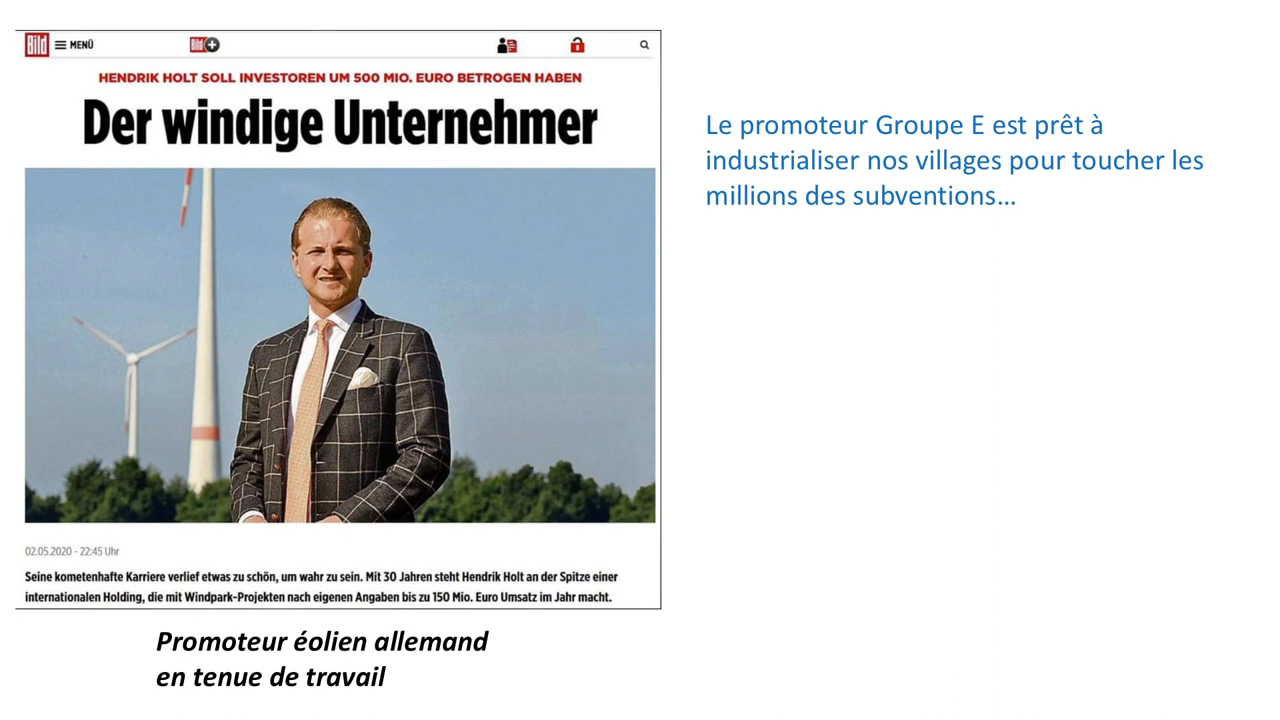 Bild MENÜ Bild+
HENDRIK HOLT SOLL INVESTOREN UM 500 MIO. EURO BETROGEN HABEN
Der windige Unternehmer
02.05.2020 - 22:45 Uhr
Seine kometenhafte Karriere verlief etwas zu schön, um wahr zu sein. Mit 30 Jahren steht Hendrik Holt an der Spitze einer
internationalen Holding, die mit Windpark-Projekten nach eigenen Angaben bis zu 150 Mio. Euro Umsatz im Jahr macht.
Promoteur éolien allemand
en tenue de travail
Le promoteur Groupe E est prêt à
industrialiser nos villages pour toucher les
millions des subventions…